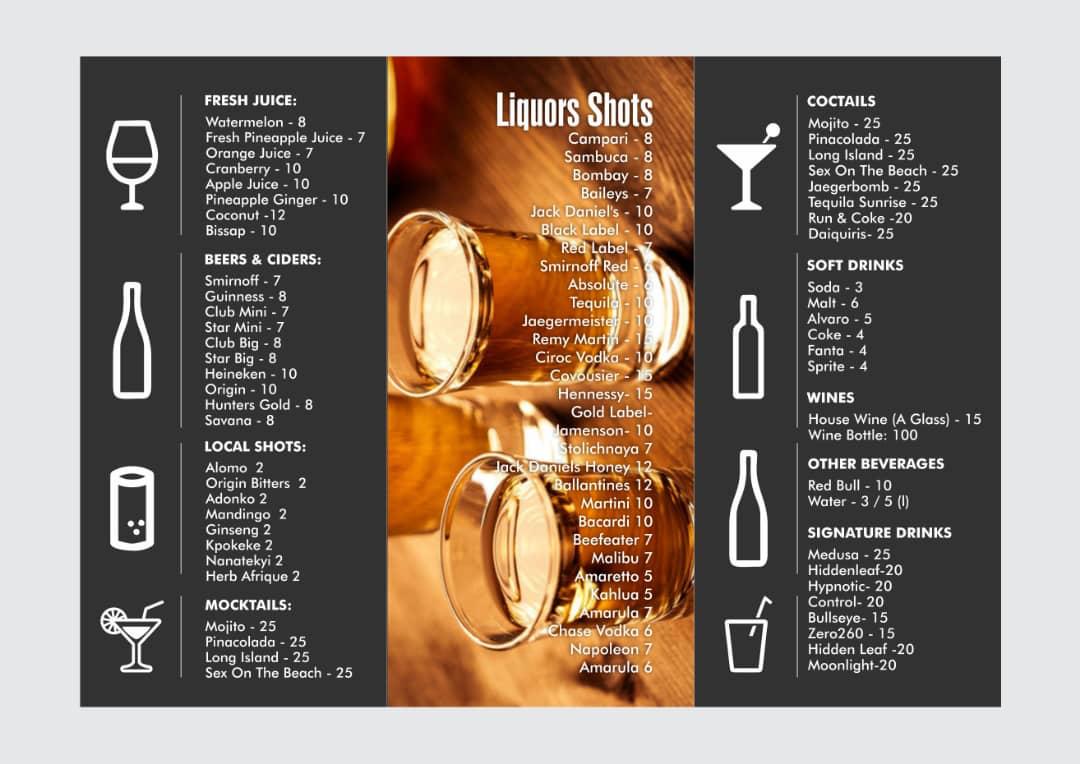 FRESH JUICE:
Watermelon - 8
Fresh Pineapple Juice - 7
Orange Juice - 7
Cranberry - 10
Apple Juice - 10
Pineapple Ginger - 10
Coconut -12
Bissap - 10
BEERS & CIDERS:
Smirnoff - 7
Guinness - 8
Club Mini - 7
Star Mini - 7
Club Big - 8
Star Big - 8
Heineken - 10
Origin - 10
Hunters Gold - 8
Savana - 8
LOCAL SHOTS:
Alomo 2
Origin Bitters 2
Adonko 2
Mandingo 2
Ginseng 2
Kpokeke 2
Nanatekyi 2
Herb Afrique 2
MOCKTAILS:
Mojito - 25
Pinacolada - 25
Long Island - 25
Sex On The Beach - 25
Liquors Shots
Campari - 8
Sambuca - 8
Bombay - 8
Baileys - 7
Jack Daniel's - 10
Black Label - 10
Red Label - 7
Smirnoff Red - 6
Absolute - 6
Tequila - 10
Jaegermeister - 10
Remy Martin - 15
Ciroc Vodka - 10
Covousier - 15
Hennessy- 15
Gold Label-
Jamenson- 10
Stolichnaya 7
Jack Daniels Honey 12
Ballantines 12
Martini 10
Bacardi 10
Beefeater 7
Malibu 7
Amaretto 5
Kahlua 5
Amarula 7
Chase Vodka 6
Napoleon 7
Amarula 6
COCTAILS
Mojito - 25
Pinacolada - 25
Long Island - 25
Sex On The Beach - 25
Jaegerbomb - 25
Tequila Sunrise - 25
Run & Coke -20
Daiquiris- 25
SOFT DRINKS
Soda - 3
Malt - 6
Alvaro - 5
Coke - 4
Fanta - 4
Sprite - 4
WINES
House Wine (A Glass) - 15
Wine Bottle: 100
OTHER BEVERAGES
Red Bull - 10
Water - 3 / 5 (l)
SIGNATURE DRINKS
Medusa - 25
Hiddenleaf-20
Hypnotic- 20
Control- 20
Bullseye- 15
Zero260 - 15
Hidden Leaf -20
Moonlight-20